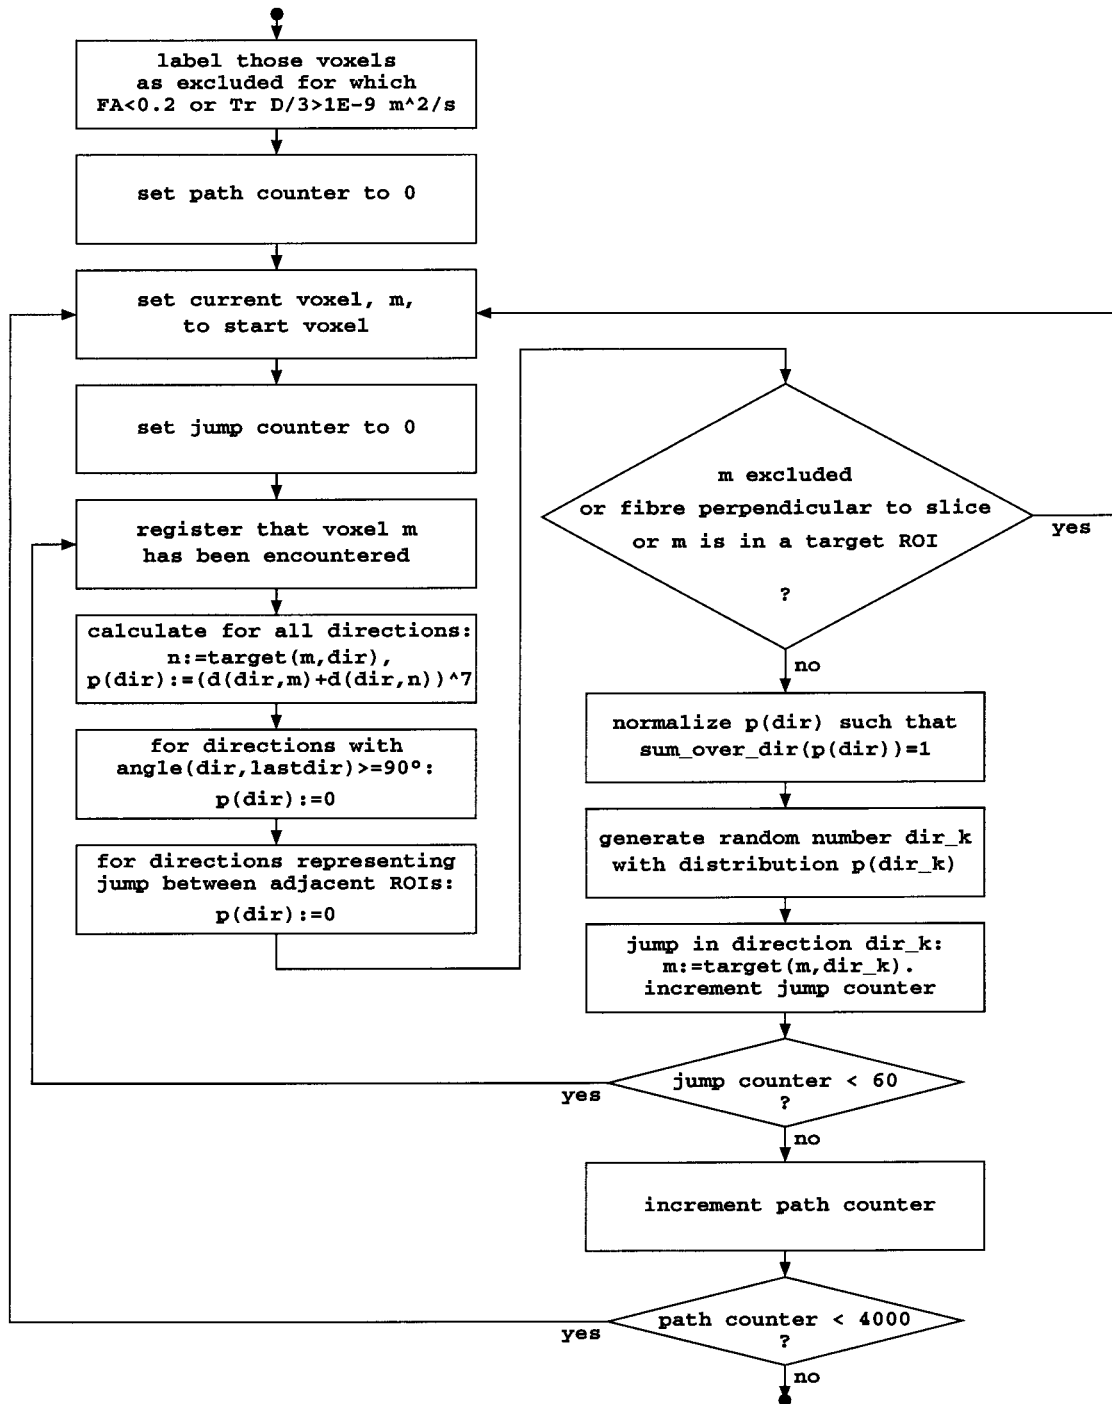 label those voxels
as excluded for which
FA<0.2 or Tr D/3>1E-9 m^2/s
set path counter to 0
set current voxel, m,
to start voxel
set jump counter to 0
register that voxel m
has been encountered
calculate for all directions:
n:=target(m,dir),
p(dir):=(d(dir,m)+d(dir,n))^7
for directions with
angle(dir,lastdir)>=90º:
p(dir):=0
for directions representing
jump between adjacent ROIs:
p(dir):=0
m excluded
or fibre perpendicular to slice
or m is in a target ROI
?
yes
no
normalize p(dir) such that
sum_over_dir(p(dir))=1
generate random number dir_k
with distribution p(dir_k)
jump in direction dir_k:
m:=target(m,dir_k).
increment jump counter
jump counter < 60
?
yes
no
increment path counter
path counter < 4000
?
yes
no